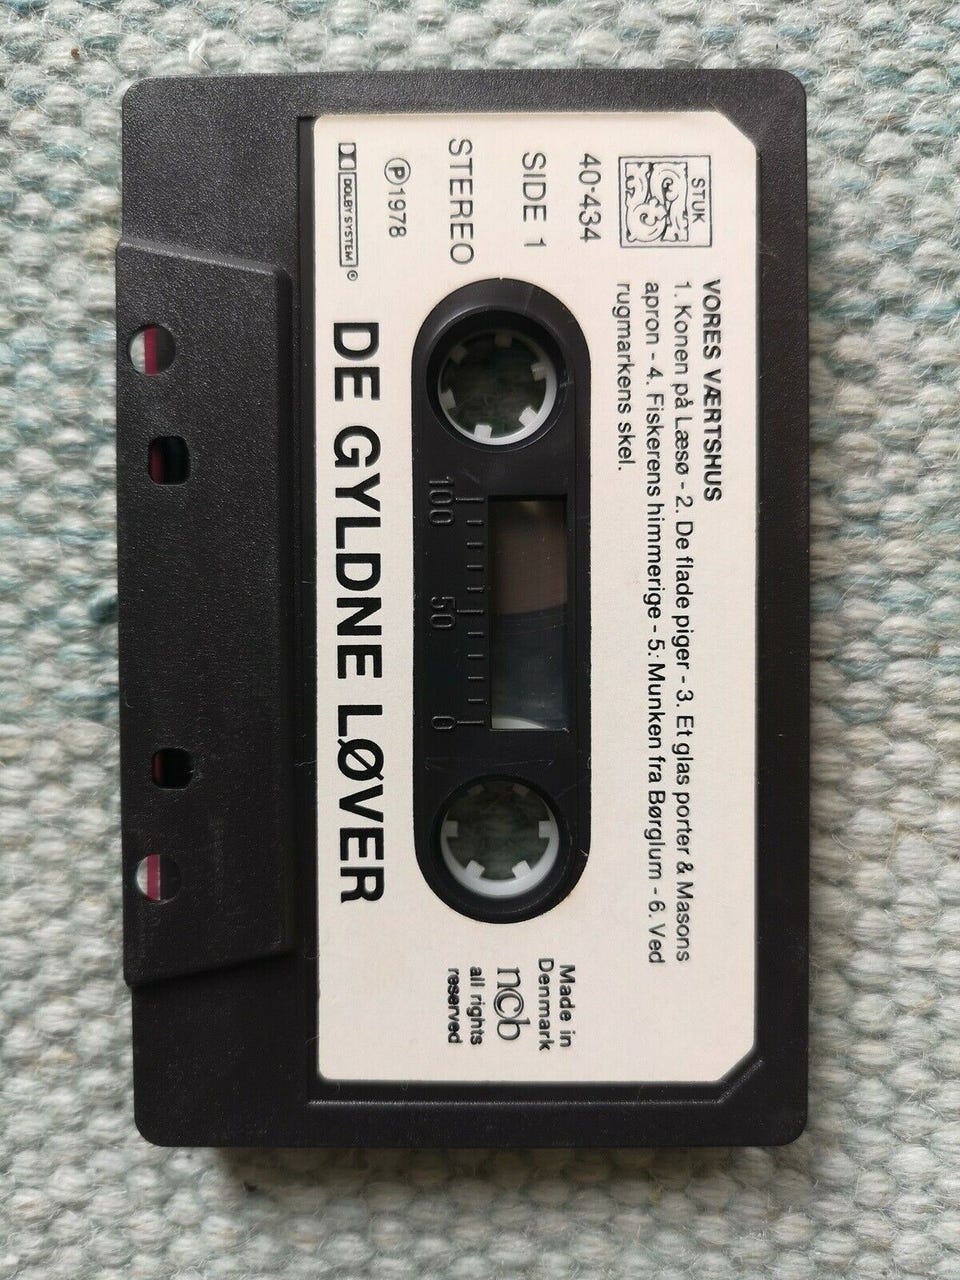 STUK
VORES VÆRTSHUS
1. Konen på Læsø - 2. De flade piger - 3. Et glas porter & Masons
apron - 4. Fiskerens himmerige - 5. Munken fra Børglum - 6. Ved
rugmarkens skel.
40-434
SIDE 1
STEREO
Ⓟ 1978
DOLBY SYSTEM ®
100 50 0
Made in
Denmark
ncb
all rights
reserved
DE GYLDNE LØVER